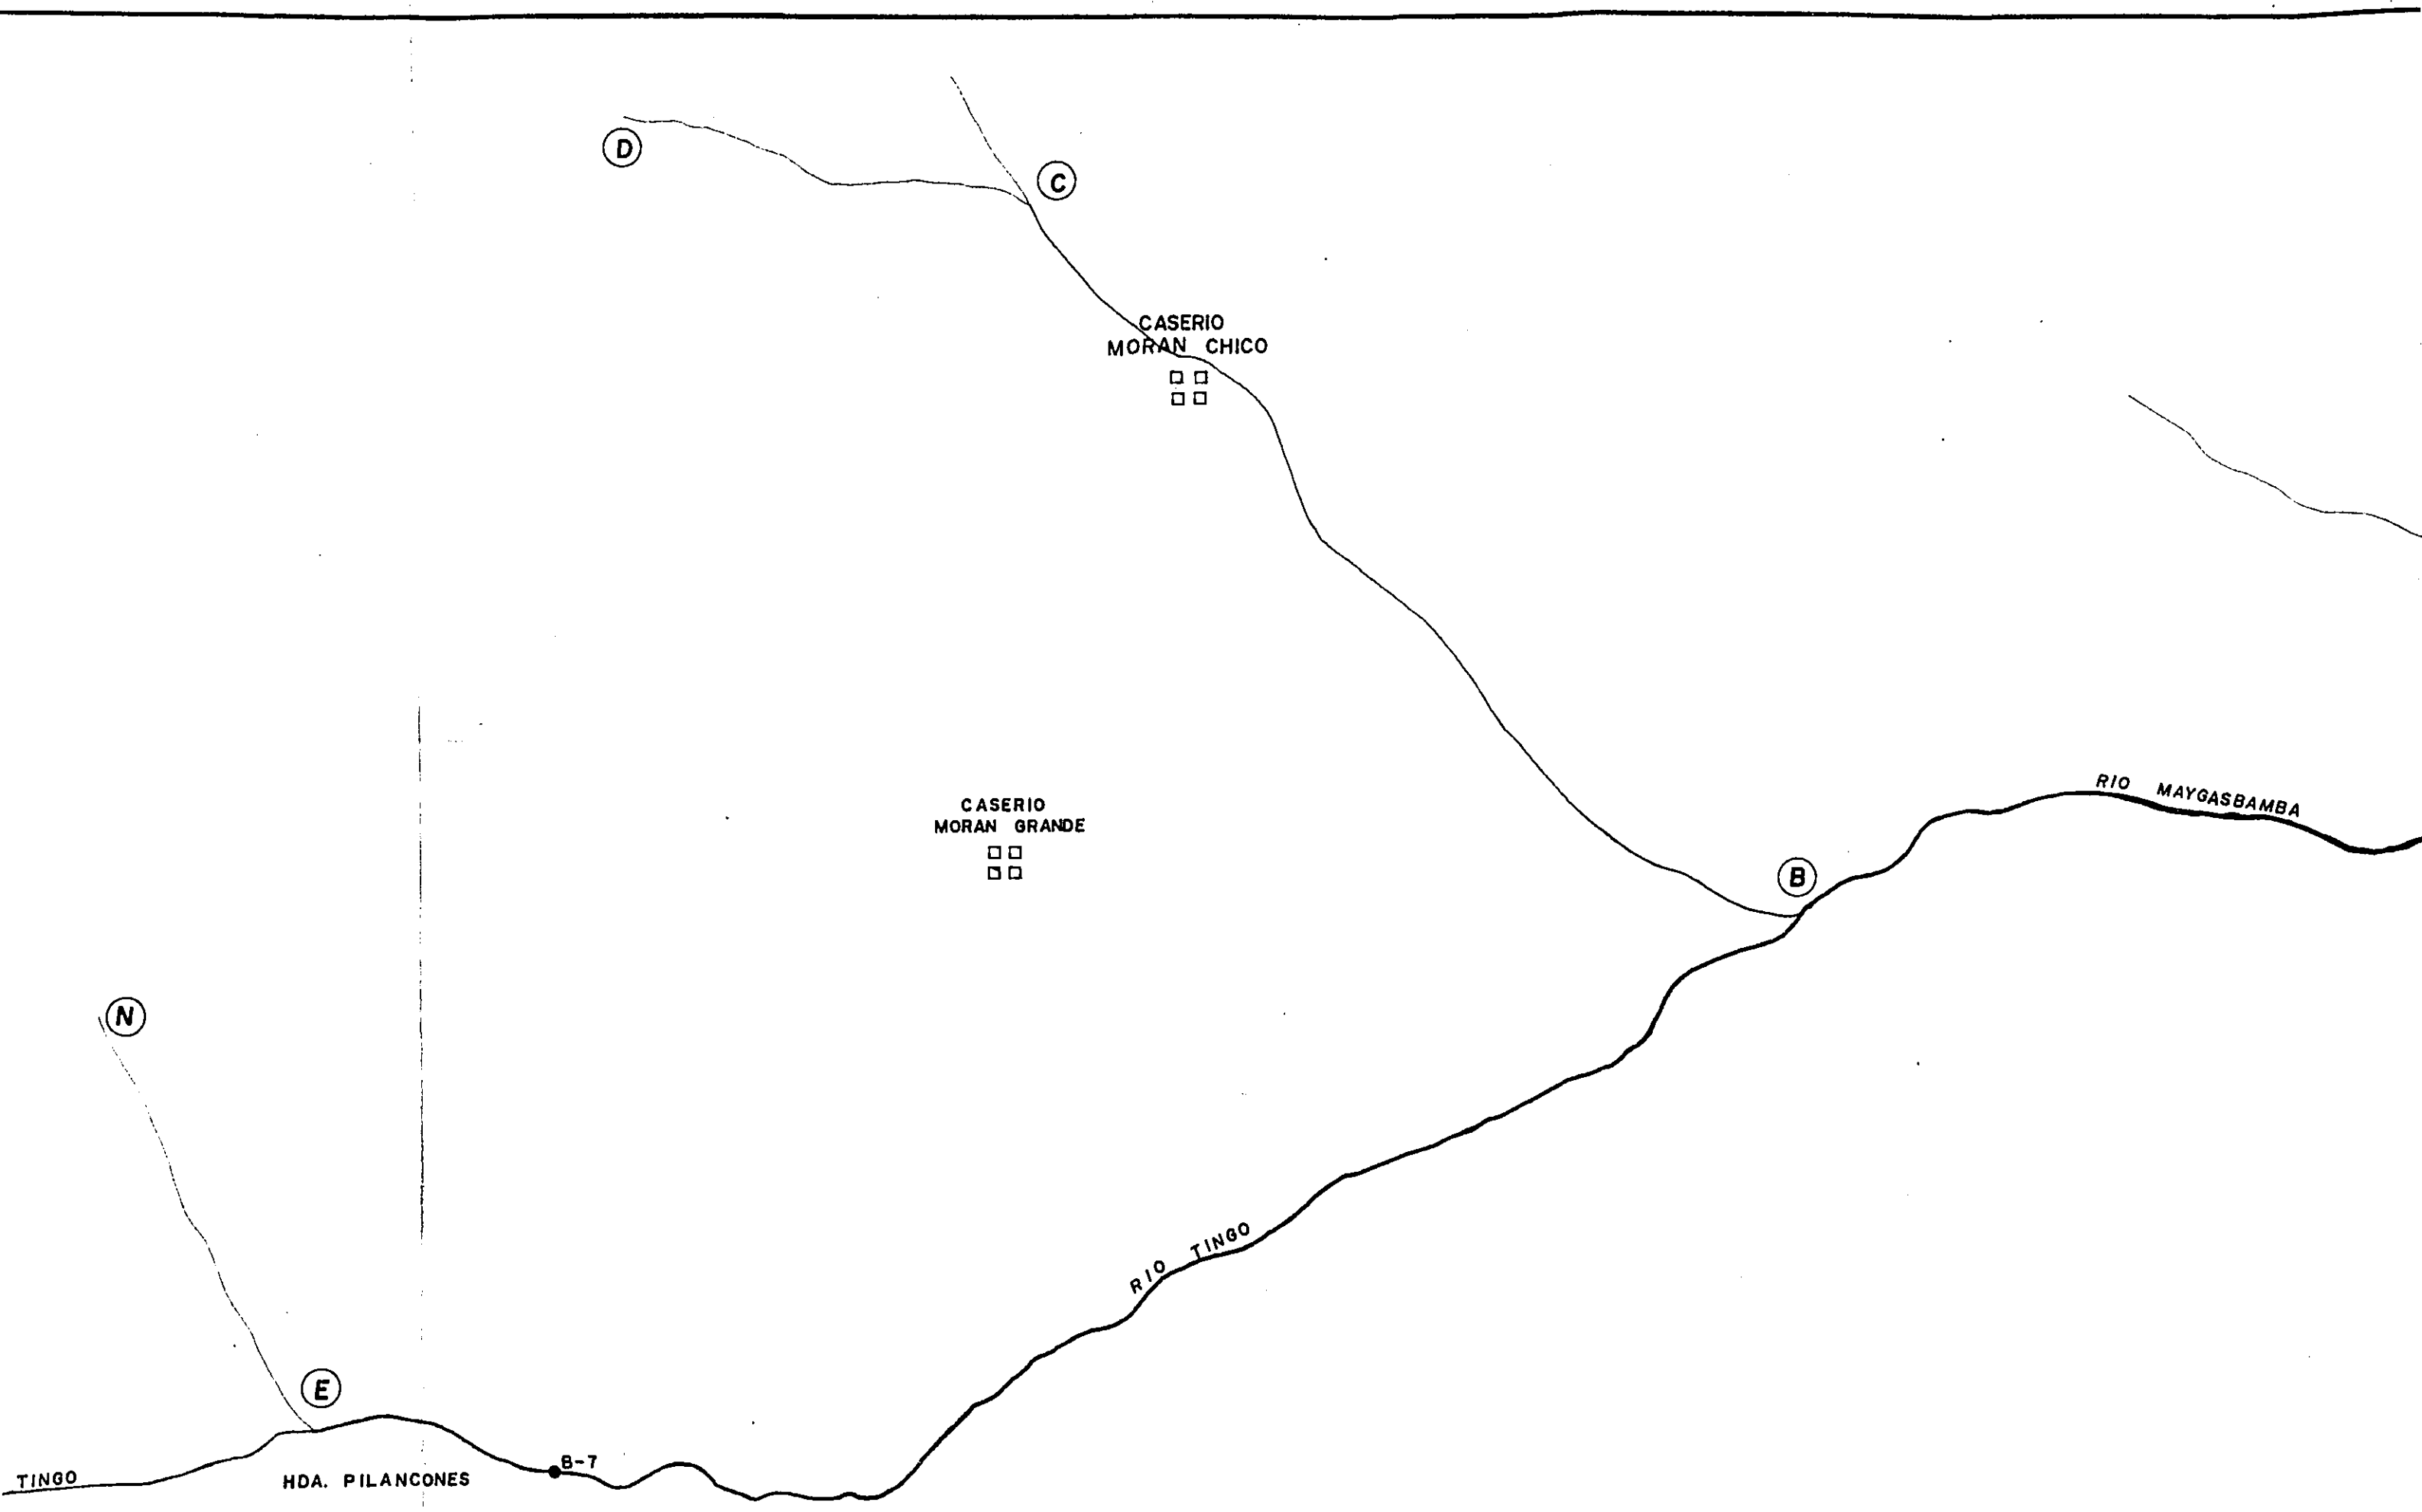 D
C
CASERIO
MORAN CHICO
RIO MAYGASBAMBA
CASERIO
MORAN GRANDE
B
N
RIO TINGO
E
B-7
TINGO
HDA. PILANCONES